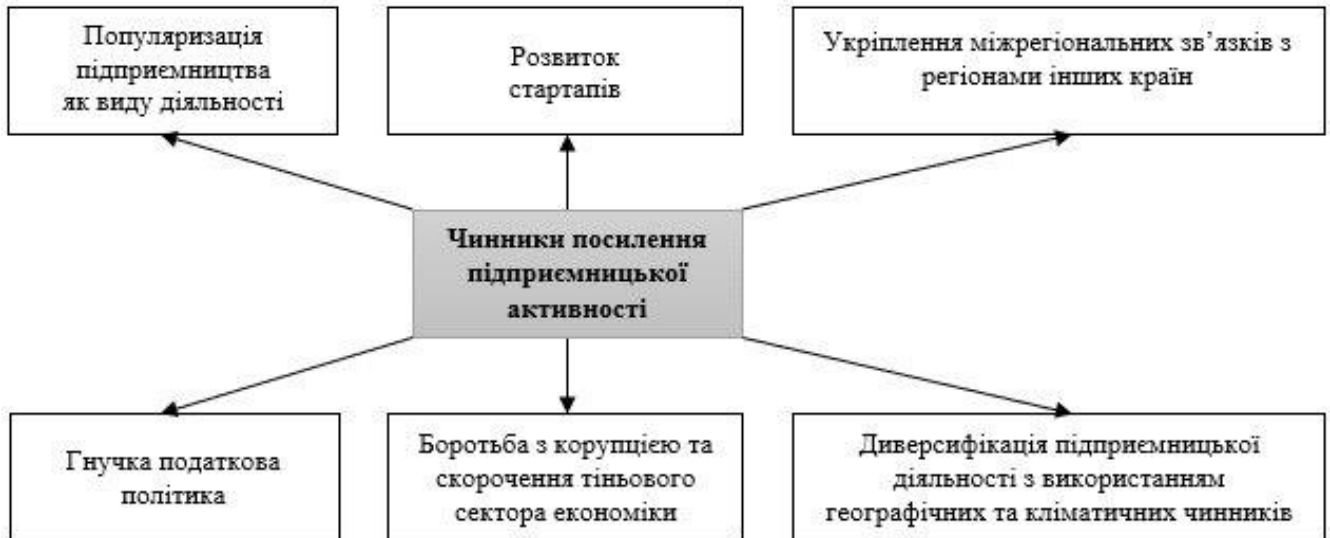 Популяризація
підприємництва
як виду діяльності
Розвиток
стартапів
Укріплення міжрегіональних зв’язків з
регіонами інших країн
Чинники посилення
підприємницької
активності
Гнучка податкова
політика
Боротьба з корупцією та
скорочення тіньового
сектора економіки
Диверсифікація підприємницької
діяльності з використанням
географічних та кліматичних чинників